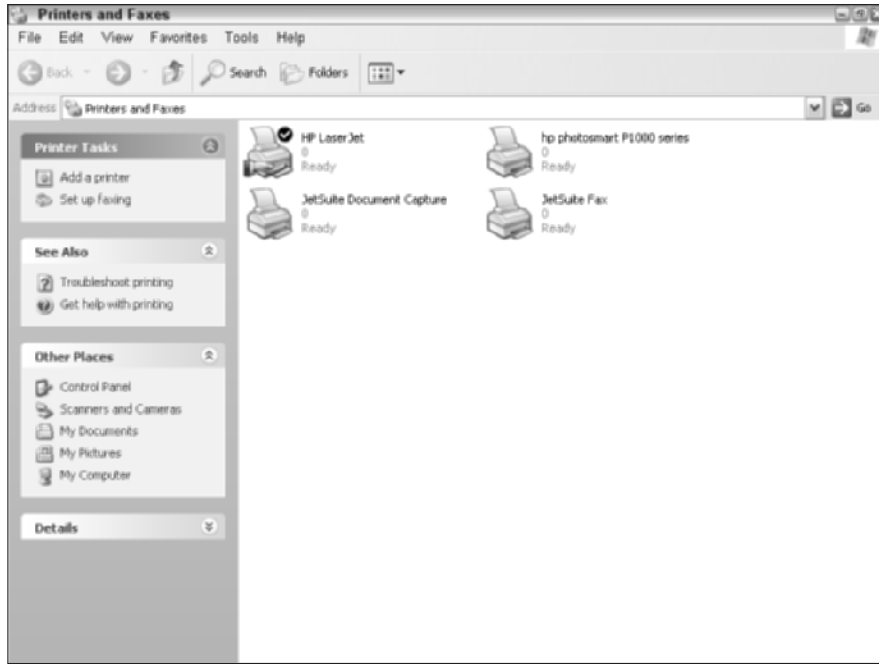 Printers and Faxes
File Edit View Favorites Tools Help
Back Search Folders
Address Printers and Faxes Go
Printer Tasks
Add a printer
Set up faxing
See Also
Troubleshoot printing
Get help with printing
Other Places
Control Panel
Scanners and Cameras
My Documents
My Pictures
My Computer
Details
HP LaserJet
0
Ready
hp photosmart P1000 series
0
Ready
JetSuite Document Capture
0
Ready
JetSuite Fax
0
Ready